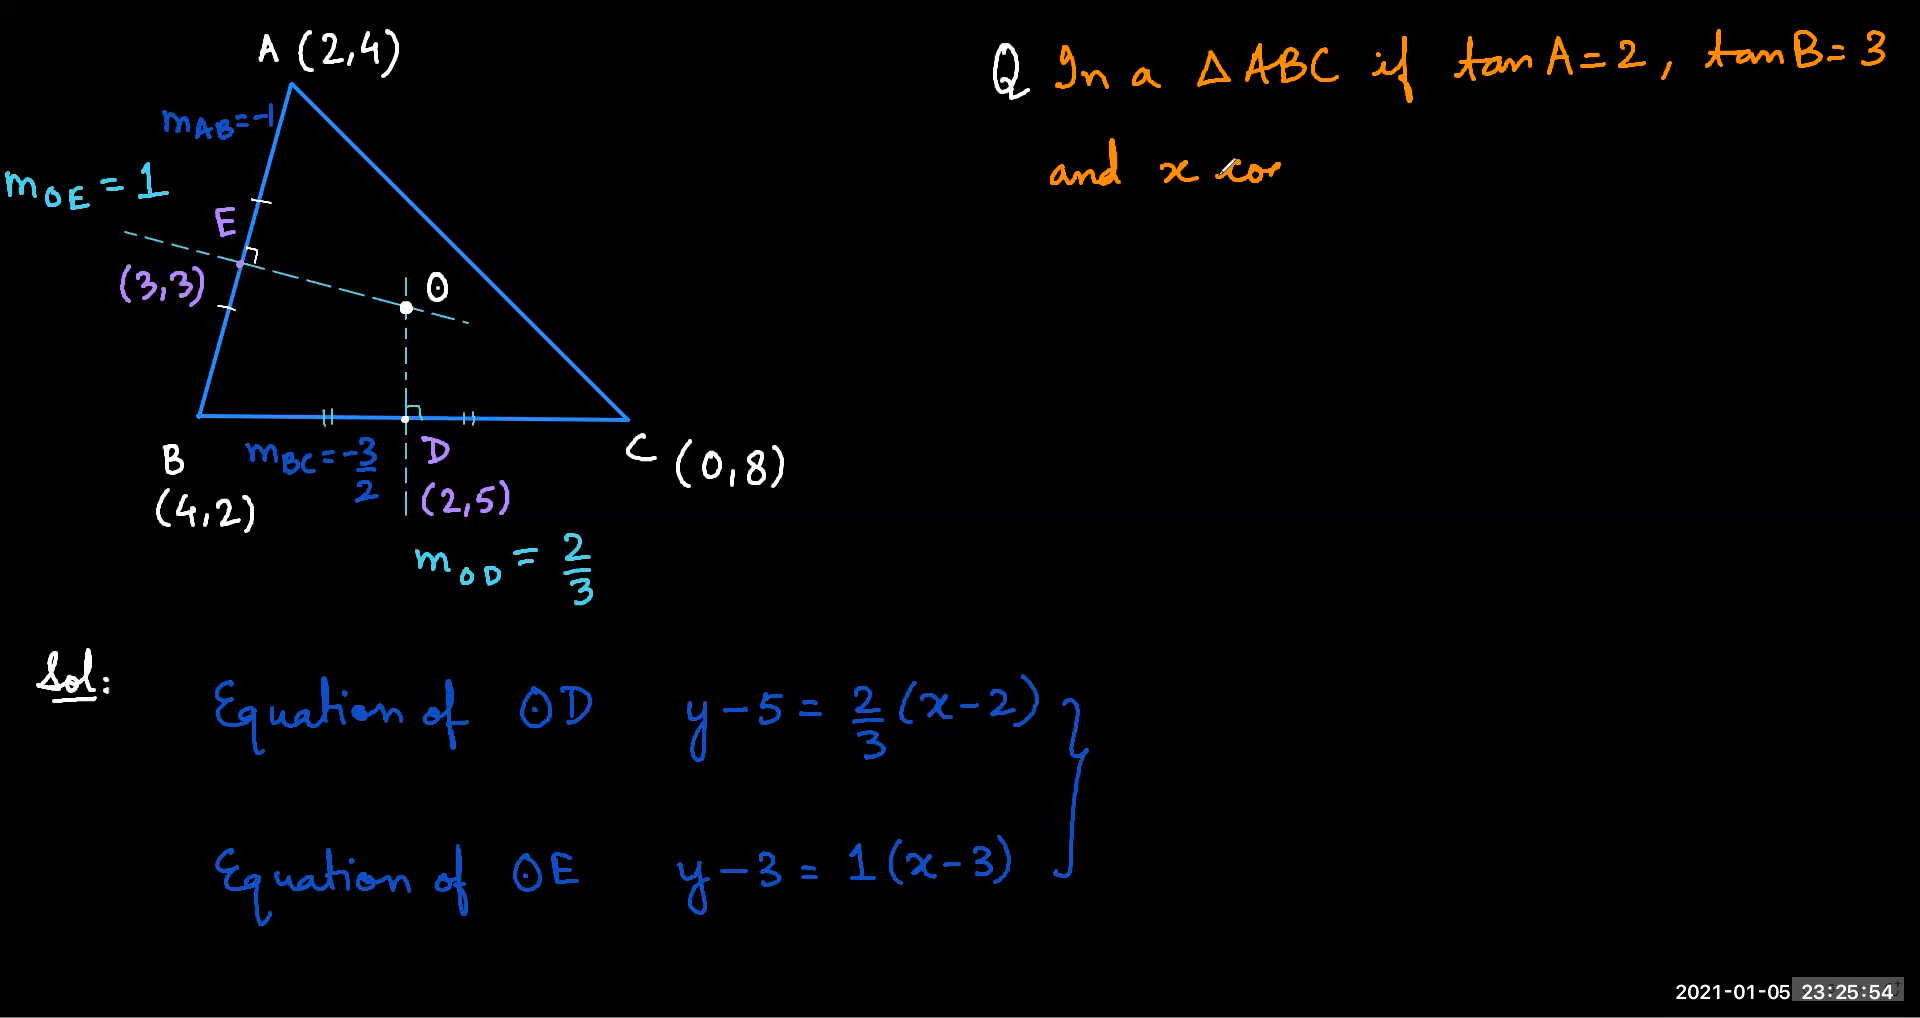 A (2,4)
m_AB = -1
m_OE = 1
E
(3,3)
O
B
(4,2)
m_BC = -3/2
D
(2,5)
C (0,8)
m_OD = 2/3
Q In a △ABC if tan A = 2, tan B = 3
and x cor
Sol:
Equation of OD y - 5 = 2/3 (x - 2)
Equation of OE y - 3 = 1(x - 3)
2021-01-05 23:25:54